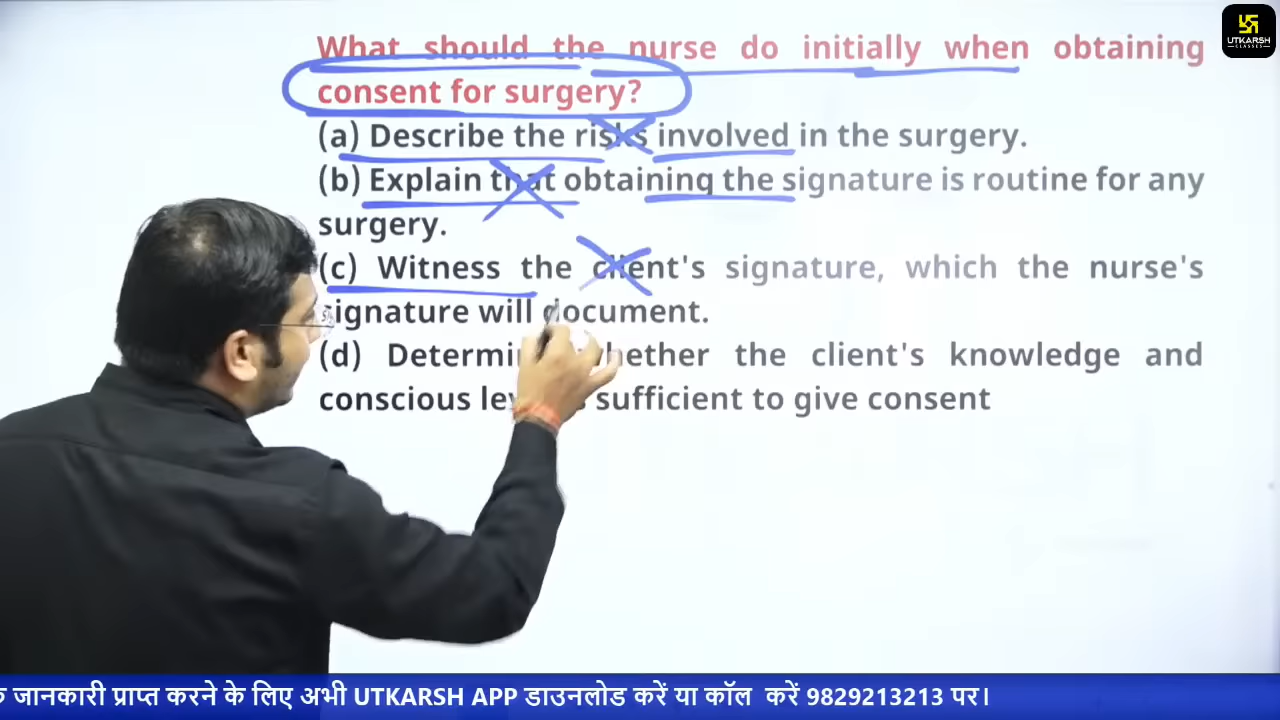 UTKARSH
CLASSES
What should the nurse do initially when obtaining
consent for surgery?
(a) Describe the risks involved in the surgery.
(b) Explain that obtaining the signature is routine for any
surgery.
(c) Witness the client's signature, which the nurse's
signature will document.
(d) the client's knowledge and
conscious sufficient to give consent
जानकारी प्राप्त करने के लिए अभी UTKARSH APP डाउनलोड करें या कॉल करें 9829213213 पर।